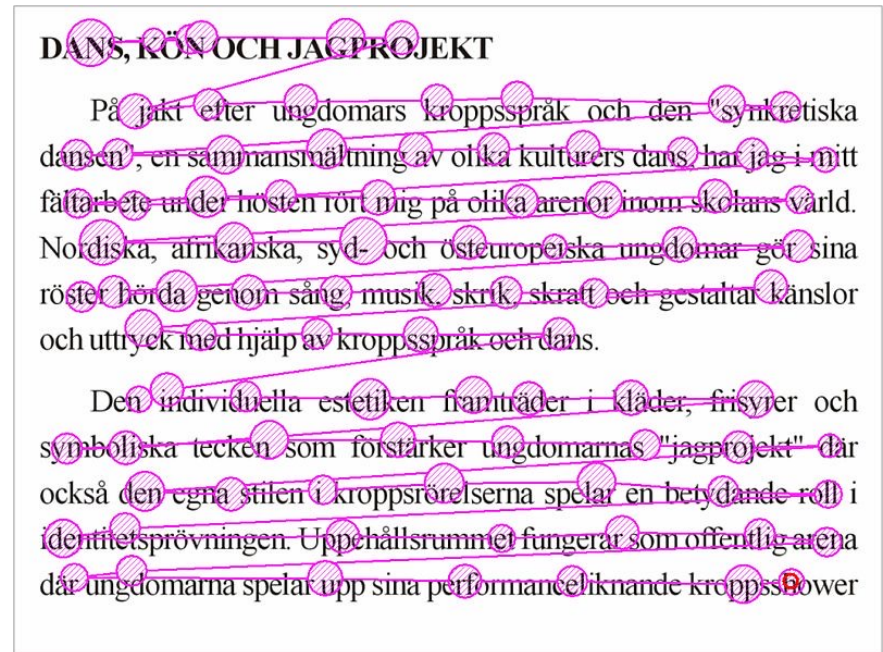 DANS, KÖN OCH JAGPROJEKT
På jakt efter ungdomars kroppsspråk och den "synkretiska
dansen", en sammansmältning av olika kulturers dans, har jag i mitt
fältarbete under hösten rört mig på olika arenor inom skolans värld.
Nordiska, afrikanska, syd- och östeuropeiska ungdomar gör sina
röster hörda genom sång, musik, skrik, skratt och gestaltar känslor
och uttryck med hjälp av kroppsspråk och dans.
Den individuella estetiken framträder i kläder, frisyrer och
symboliska tecken som förstärker ungdomarnas "jagprojekt" där
också den egna stilen i kroppsrörelserna spelar en betydande roll i
identitetsprövningen. Uppehållsrummet fungerar som offentlig arena
där ungdomarna spelar upp sina performanceliknande kroppsshower